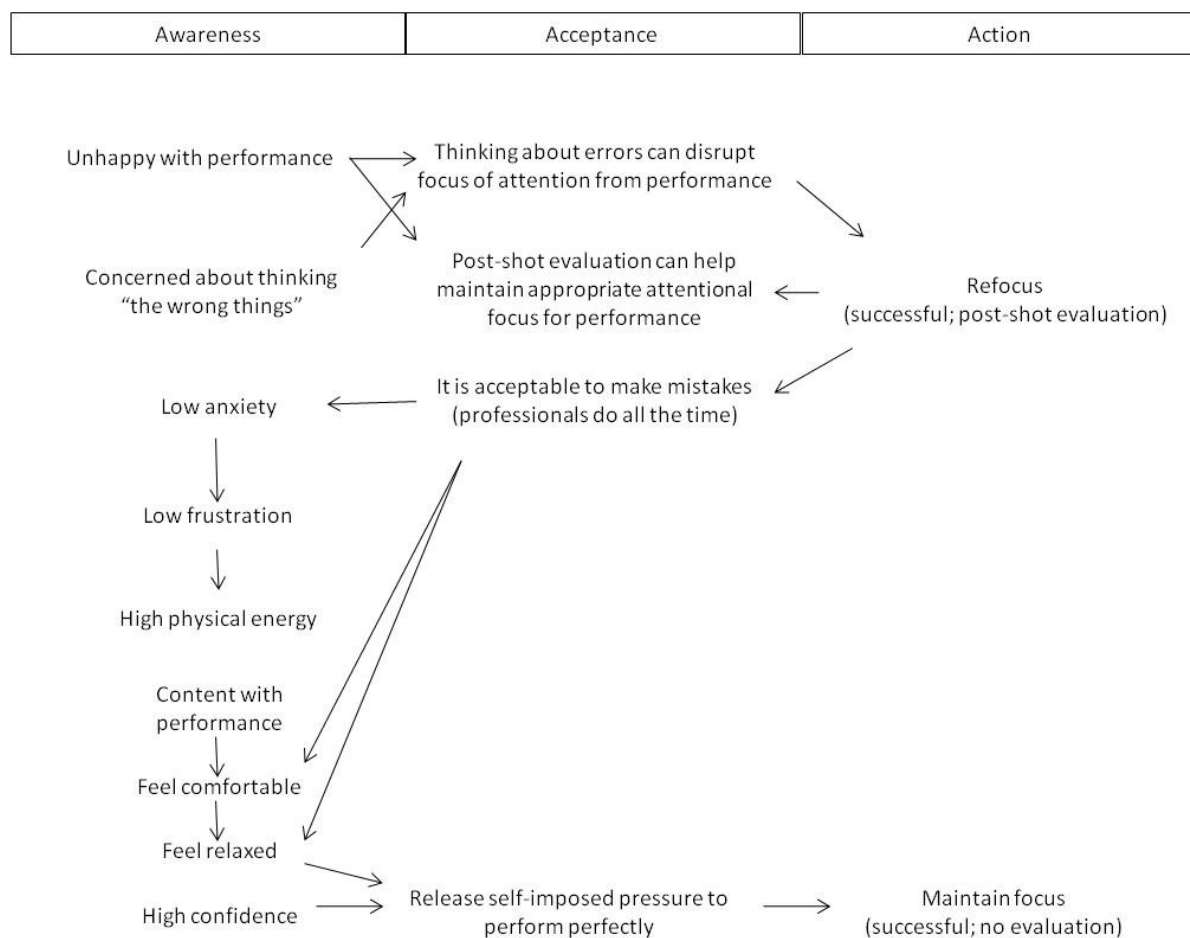 Awareness
Acceptance
Action
Unhappy with performance
Thinking about errors can disrupt
focus of attention from performance
Concerned about thinking
“the wrong things”
Post-shot evaluation can help
maintain appropriate attentional
focus for performance
Refocus
(successful; post-shot evaluation)
It is acceptable to make mistakes
(professionals do all the time)
Low anxiety
Low frustration
High physical energy
Content with
performance
Feel comfortable
Feel relaxed
High confidence
Release self-imposed pressure to
perform perfectly
Maintain focus
(successful; no evaluation)